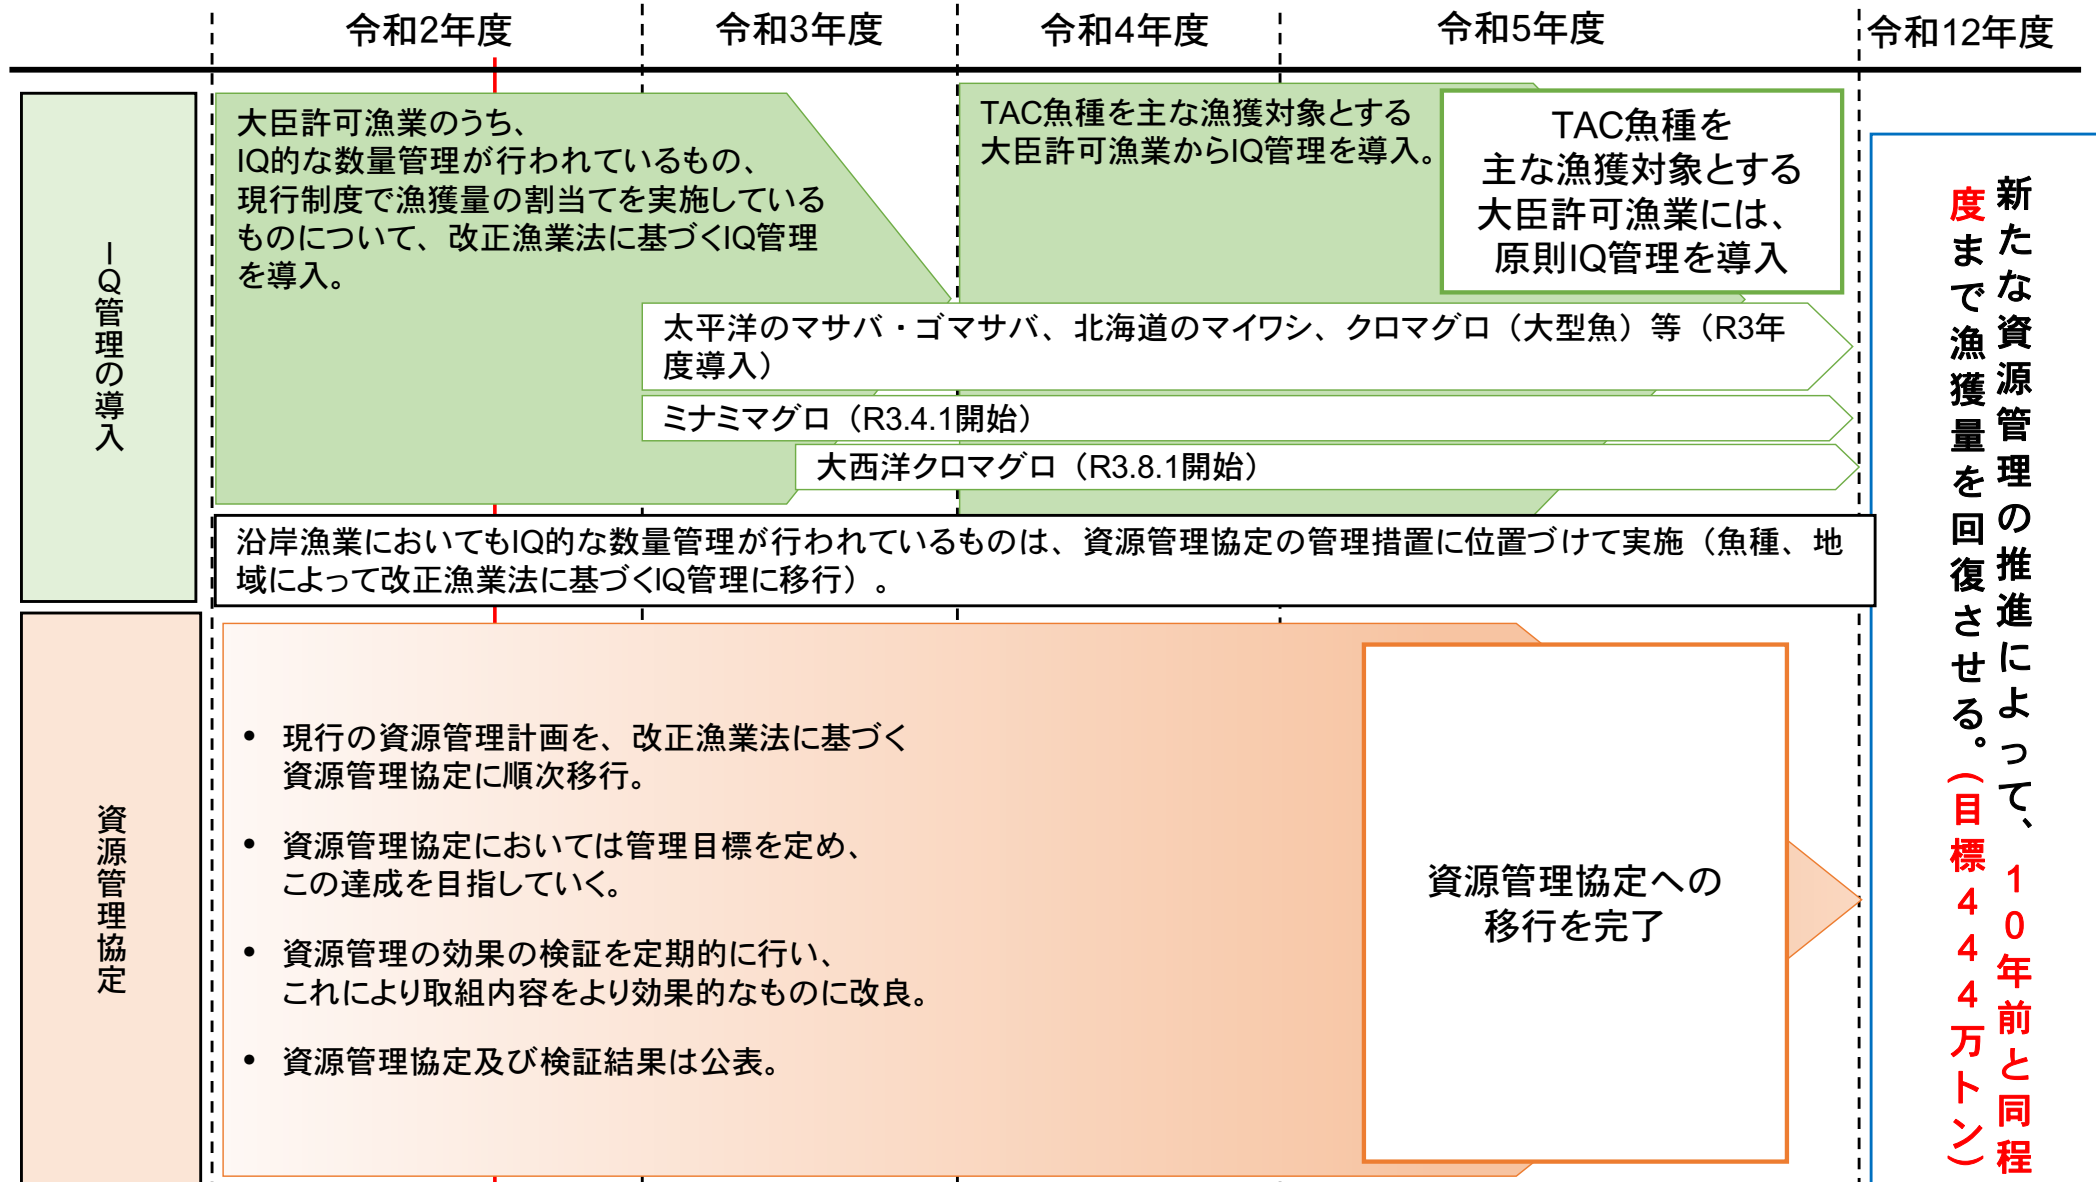 令和2年度
令和3年度
令和4年度
令和5年度
令和12年度
IQ管理の導入
大臣許可漁業のうち、
IQ的な数量管理が行われているもの、
現行制度で漁獲量の割当てを実施している
ものについて、改正漁業法に基づくIQ管理
を導入。
TAC魚種を主な漁獲対象とする
大臣許可漁業からIQ管理を導入。
TAC魚種を
主な漁獲対象とする
大臣許可漁業には、
原則IQ管理を導入
太平洋のマサバ・ゴマサバ、北海道のマイワシ、クロマグロ（大型魚）等（R3年
度導入）
ミナミマグロ（R3.4.1開始）
大西洋クロマグロ（R3.8.1開始）
沿岸漁業においてもIQ的な数量管理が行われているものは、資源管理協定の管理措置に位置づけて実施（魚種、地
域によって改正漁業法に基づくIQ管理に移行）。
資源管理協定
• 現行の資源管理計画を、改正漁業法に基づく
資源管理協定に順次移行。
• 資源管理協定においては管理目標を定め、
この達成を目指していく。
• 資源管理の効果の検証を定期的に行い、
これにより取組内容をより効果的なものに改良。
• 資源管理協定及び検証結果は公表。
資源管理協定への
移行を完了
新たな資源管理の推進によって、１０年前と同程
度まで漁獲量を回復させる。（目標４４４万トン）